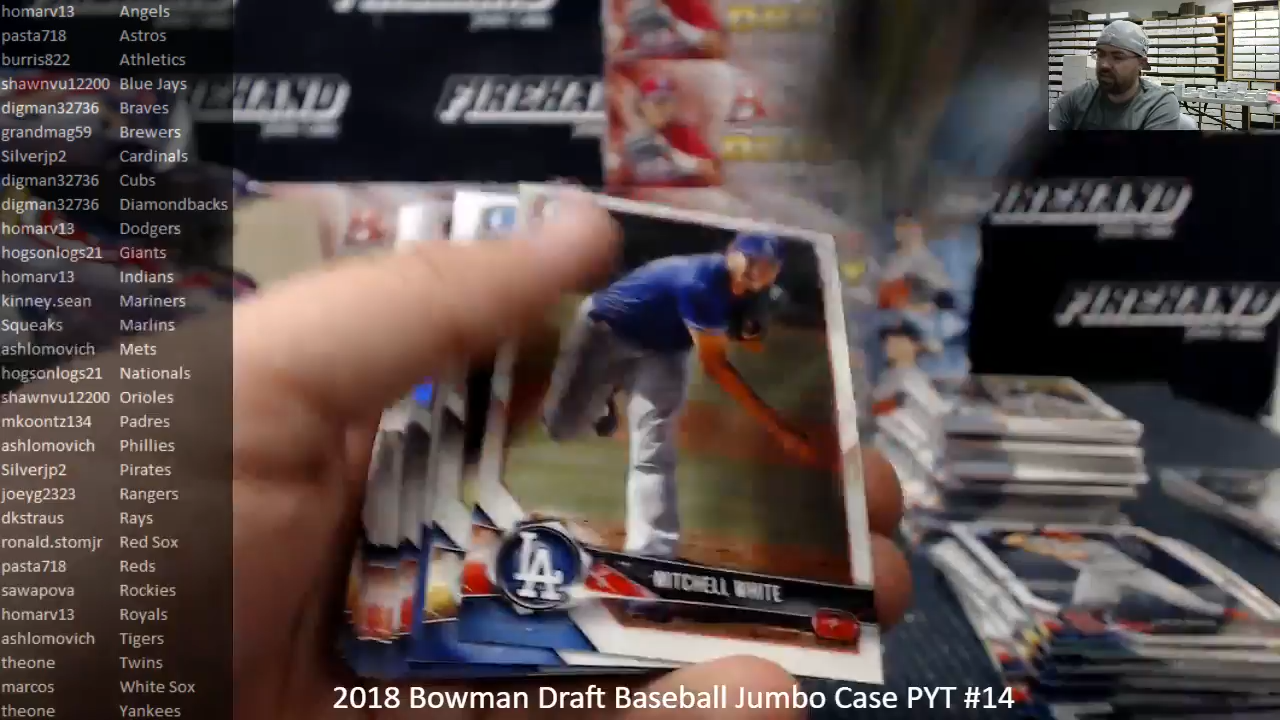 homarv13 Angels
pasta718 Astros
burris822 Athletics
shawnvu12200 Blue Jays
digman32736 Braves
grandmag59 Brewers
Silverjp2 Cardinals
digman32736 Cubs
digman32736 Diamondbacks
homarv13 Dodgers
hogsonlogs21 Giants
homarv13 Indians
kinney.sean Mariners
Squeaks Marlins
ashlomovich Mets
hogsonlogs21 Nationals
shawnvu12200 Orioles
mkoontz134 Padres
ashlomovich Phillies
Silverjp2 Pirates
joeyg2323 Rangers
dkstraus Rays
ronald.stomjr Red Sox
pasta718 Reds
sawapova Rockies
homarv13 Royals
ashlomovich Tigers
theone Twins
marcos White Sox
theone Yankees
FIREHAND
FIREHAND
FIREHAND
FIREHAND
LA
MITCHELL WHITE
2018 Bowman Draft Baseball Jumbo Case PYT #14